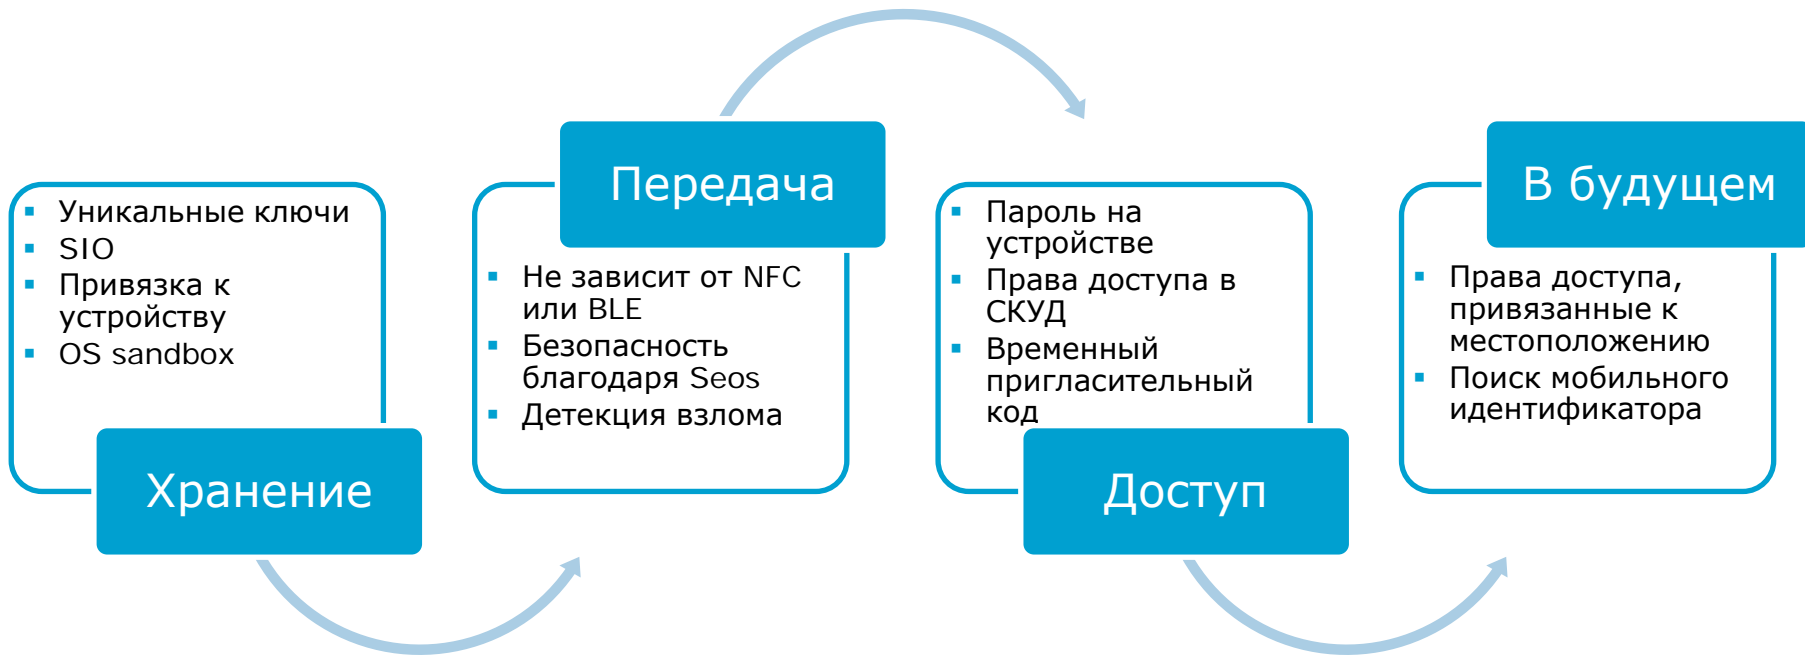 Уникальные ключи
SIO
Привязка к
устройству
OS sandbox
Хранение
Передача
Не зависит от NFC
или BLE
Безопасность
благодаря Seos
Детекция взлома
Пароль на
устройстве
Права доступа в
СКУД
Временный
пригласительный
код
Доступ
В будущем
Права доступа,
привязанные к
местоположению
Поиск мобильного
идентификатора